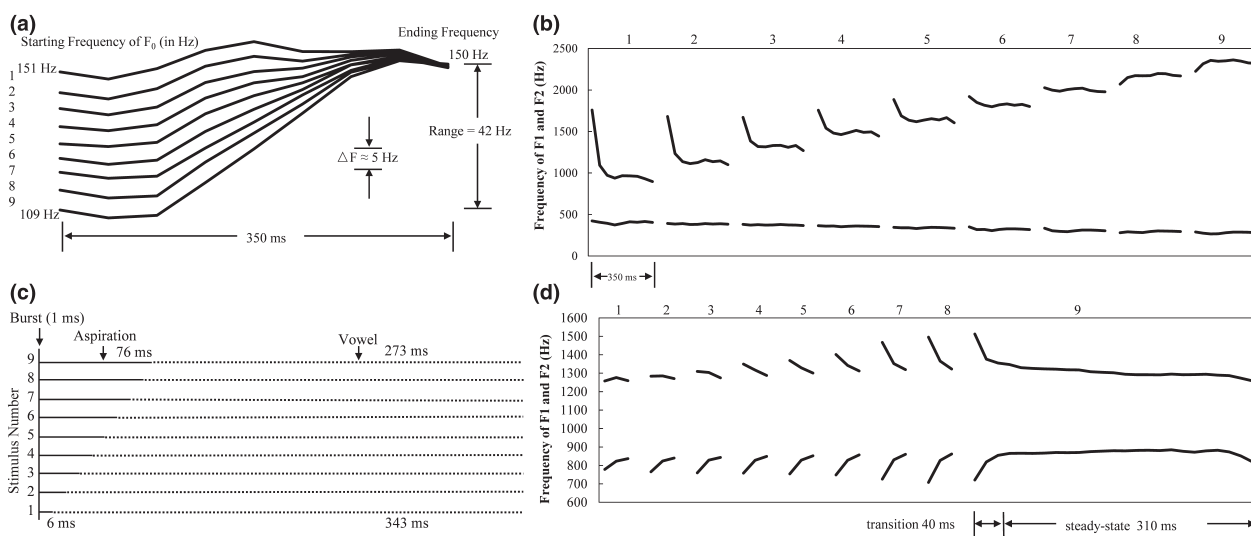 (a)
Starting Frequency of F0 (in Hz)
Ending Frequency
151 Hz
150 Hz
1
2
3
4
5
6
7
8
9
109 Hz
△F ≈ 5 Hz
Range = 42 Hz
350 ms
(b)
1 2 3 4 5 6 7 8 9
Frequency of F1 and F2 (Hz)
2500
2000
1500
1000
500
0
350 ms
(c)
Burst (1 ms)
Aspiration
Vowel
76 ms
273 ms
Stimulus Number
9
8
7
6
5
4
3
2
1
6 ms
343 ms
(d)
1 2 3 4 5 6 7 8 9
Frequency of F1 and F2 (Hz)
1600
1500
1400
1300
1200
1100
1000
900
800
700
600
transition 40 ms
steady-state 310 ms